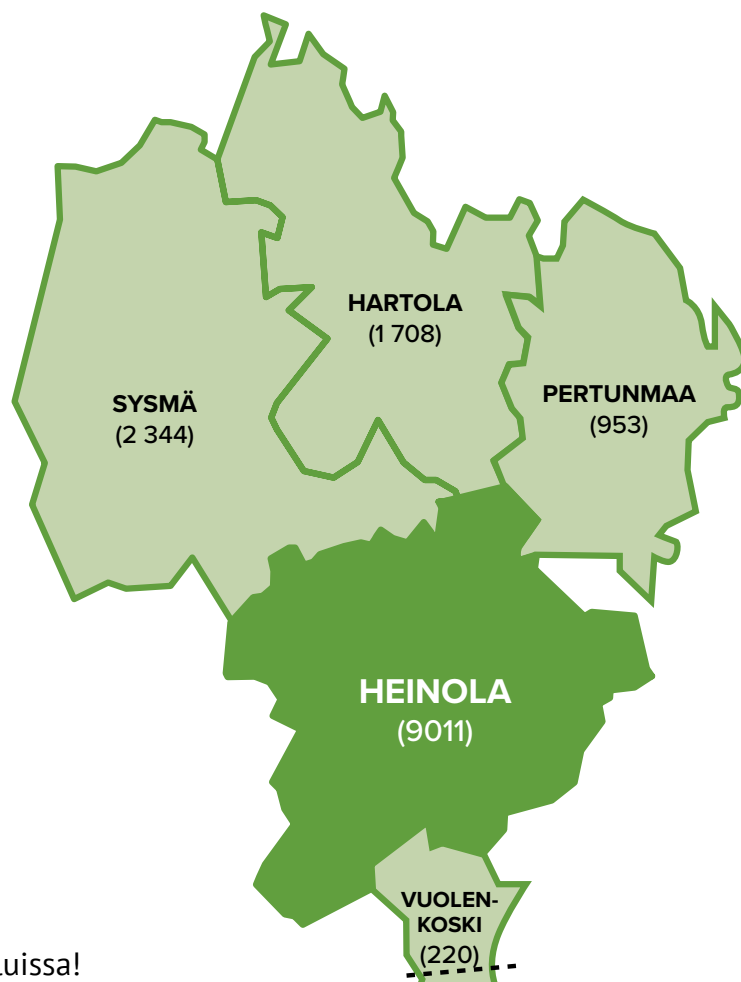 HARTOLA
(1 708)
SYSMÄ
(2 344)
PERTUNMAA
(953)
HEINOLA
(9011)
VUOLEN-
KOSKI
(220)